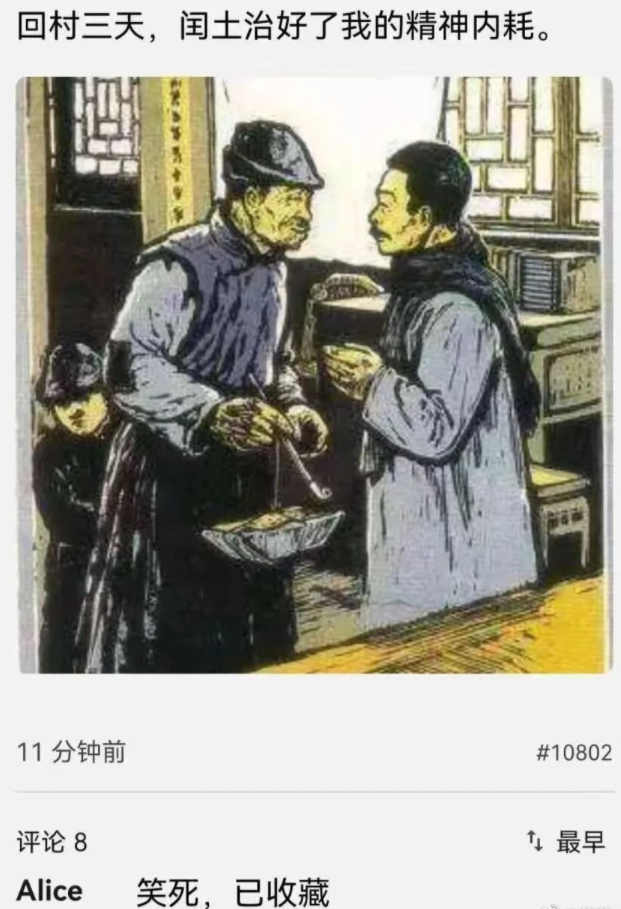 回村三天，闰土治好了我的精神内耗。
11 分钟前
#10802
评论 8
最早
Alice 笑死，已收藏